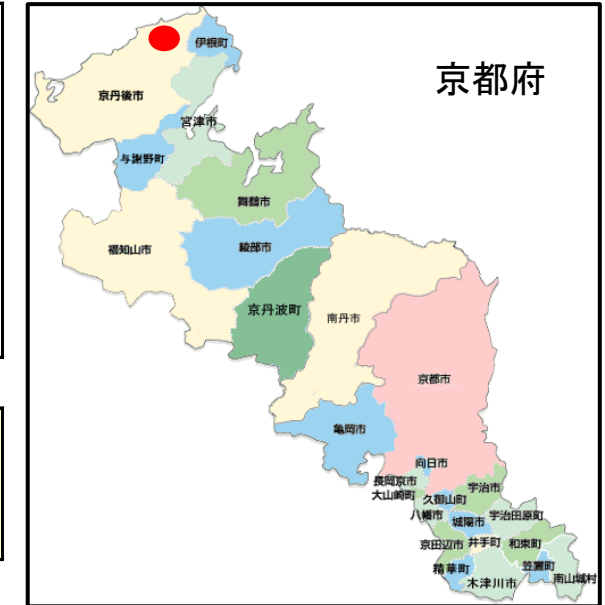 京都府
伊根町
京丹後市
宮津市
与謝野町
舞鶴市
福知山市
綾部市
京丹波町
南丹市
京都市
亀岡市
向日市
長岡京市
大山崎町
宇治市
久御山町
八幡市
城陽市
宇治田原町
京田辺市
井手町
和束町
精華町
笠置町
木津川市
南山城村